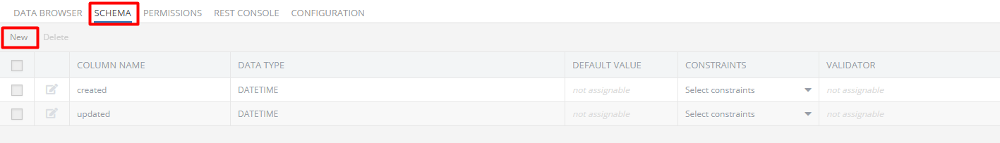 DATA BROWSER SCHEMA PERMISSIONS REST CONSOLE CONFIGURATION
New Delete
COLUMN NAME DATA TYPE DEFAULT VALUE CONSTRAINTS VALIDATOR
created DATETIME not assignable Select constraints not assignable
updated DATETIME not assignable Select constraints not assignable